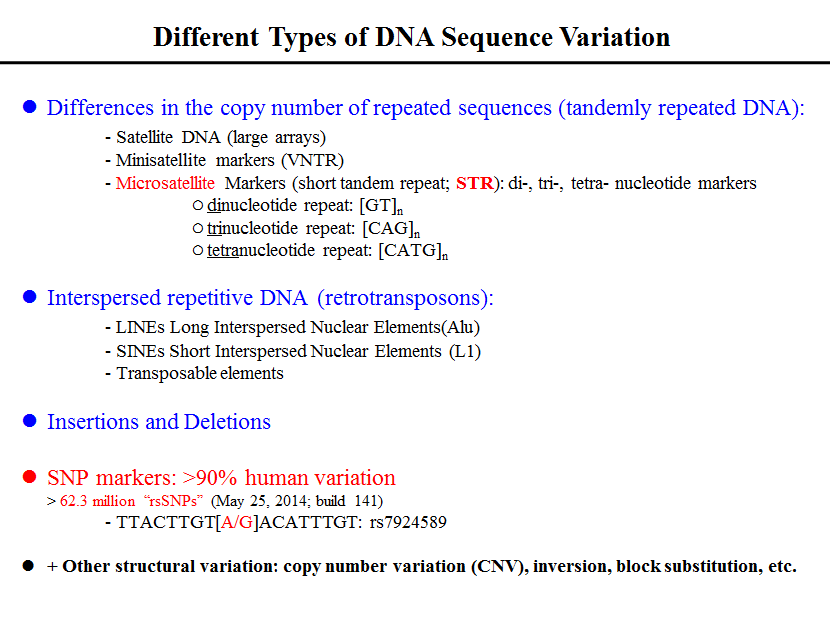 Different Types of DNA Sequence Variation
● Differences in the copy number of repeated sequences (tandemly repeated DNA):
- Satellite DNA (large arrays)
- Minisatellite markers (VNTR)
- Microsatellite Markers (short tandem repeat; STR): di-, tri-, tetra- nucleotide markers
○ dinucleotide repeat: [GT]n
○ trinucleotide repeat: [CAG]n
○ tetranucleotide repeat: [CATG]n
● Interspersed repetitive DNA (retrotransposons):
- LINEs Long Interspersed Nuclear Elements(Alu)
- SINEs Short Interspersed Nuclear Elements (L1)
- Transposable elements
● Insertions and Deletions
● SNP markers: >90% human variation
> 62.3 million “rsSNPs” (May 25, 2014; build 141)
- TTACTTGT[A/G]ACATTTGT: rs7924589
● + Other structural variation: copy number variation (CNV), inversion, block substitution, etc.